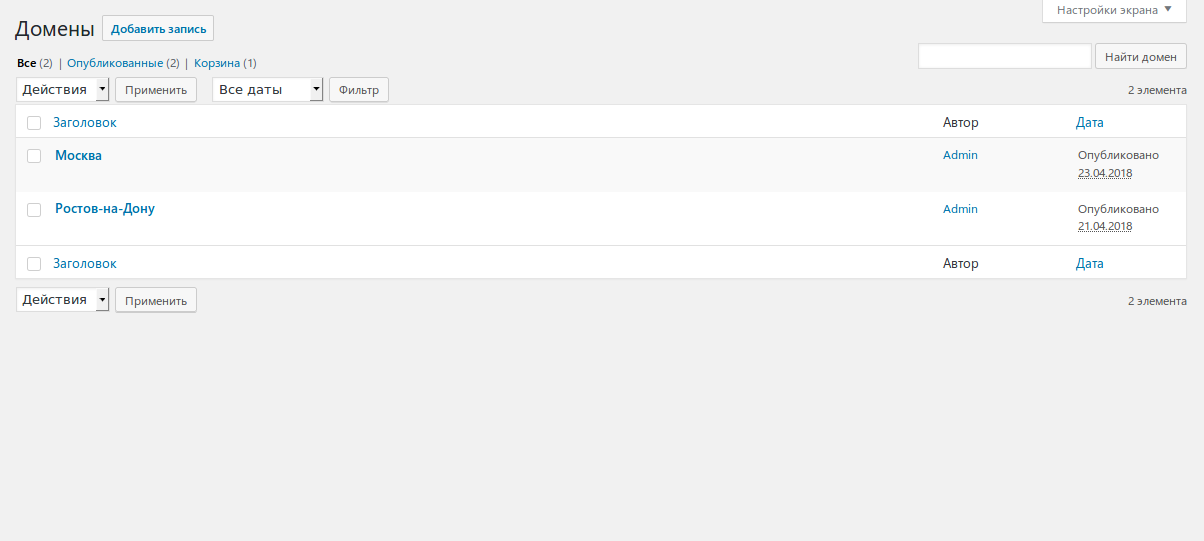 Настройки экрана
Домены Добавить запись
Все (2) | Опубликованные (2) | Корзина (1)
Найти домен
Действия Применить Все даты Фильтр 2 элемента
Заголовок Автор Дата
Москва Admin Опубликовано
23.04.2018
Ростов-на-Дону Admin Опубликовано
21.04.2018
Заголовок Автор Дата
Действия Применить 2 элемента